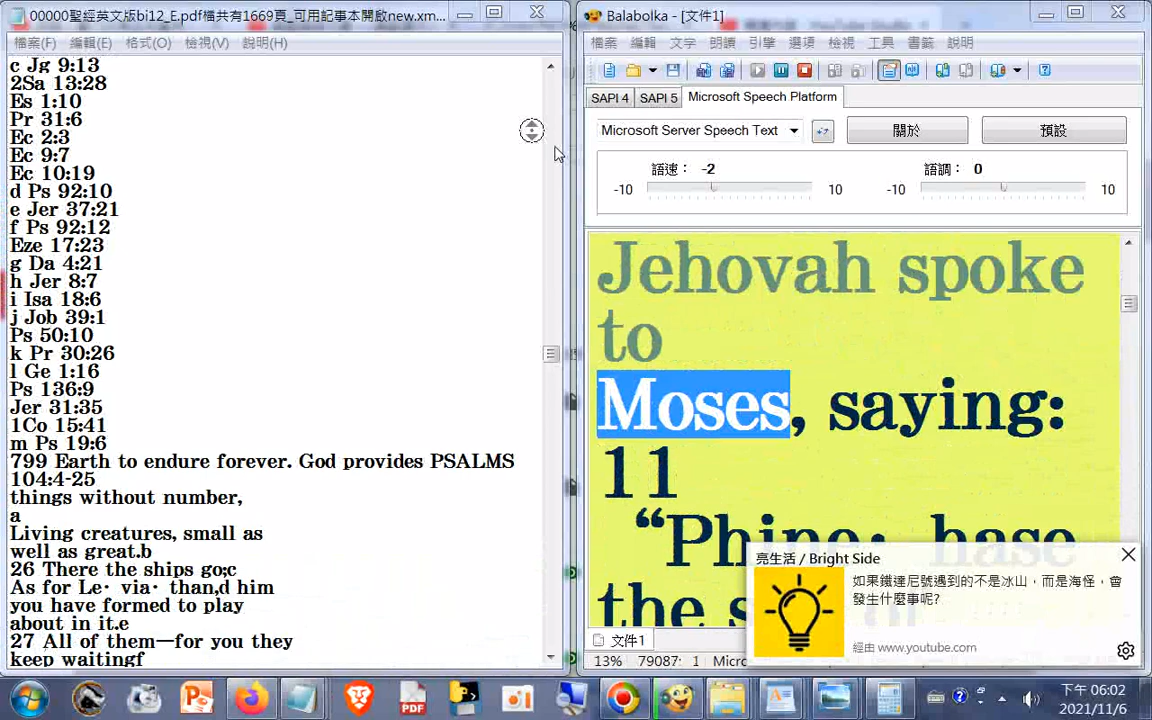 00000聖經英文版bi12_E.pdf檔共有1669頁_可用記事本開啟new.xm...
檔案(F) 編輯(E) 格式(O) 檢視(V) 說明(H)
c Jg 9:13
2Sa 13:28
Es 1:10
Pr 31:6
Ec 2:3
Ec 9:7
Ec 10:19
d Ps 92:10
e Jer 37:21
f Ps 92:12
Eze 17:23
g Da 4:21
h Jer 8:7
i Isa 18:6
j Job 39:1
Ps 50:10
k Pr 30:26
l Ge 1:16
Ps 136:9
Jer 31:35
1Co 15:41
m Ps 19:6
799 Earth to endure forever. God provides PSALMS
104:4-25
things without number,
a
Living creatures, small as
well as great.b
26 There the ships go;c
As for Le· via· than,d him
you have formed to play
about in it.e
27 All of them—for you they
keep waitingf
Balabolka - [文件1]
檔案 編輯 文字 朗讀 引擎 選項 檢視 工具 書籤 說明
SAPI 4 SAPI 5 Microsoft Speech Platform
Microsoft Server Speech Text 關於 預設
語速： -2 語調： 0
-10 10 -10 10
Jehovah spoke
to
Moses, saying:
11
“Phine· hase
the s
亮生活 / Bright Side
如果鐵達尼號遇到的不是冰山，而是海怪，會
發生什麼事呢?
經由 www.youtube.com
文件1
13% 79087: 1 Micro
PDF
下午 06:02
2021/11/6